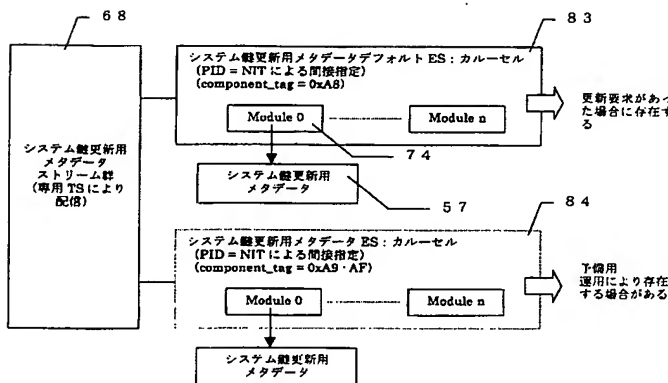 68
システム鍵更新用
メタデータ
ストリーム群
(専用TSにより
配信)
83
システム鍵更新用メタデータデフォルトES:カルーセル
(PID = NITによる間接指定)
(component_tag = 0xA8)
Module 0
Module n
更新要求があっ
た場合に存在す
る
74
システム鍵更新用
メタデータ
57
84
システム鍵更新用メタデータES:カルーセル
(PID = NITによる間接指定)
(component_tag = 0xA9・AF)
Module 0
Module n
予備用
運用により存在
する場合がある
システム鍵更新用
メタデータ